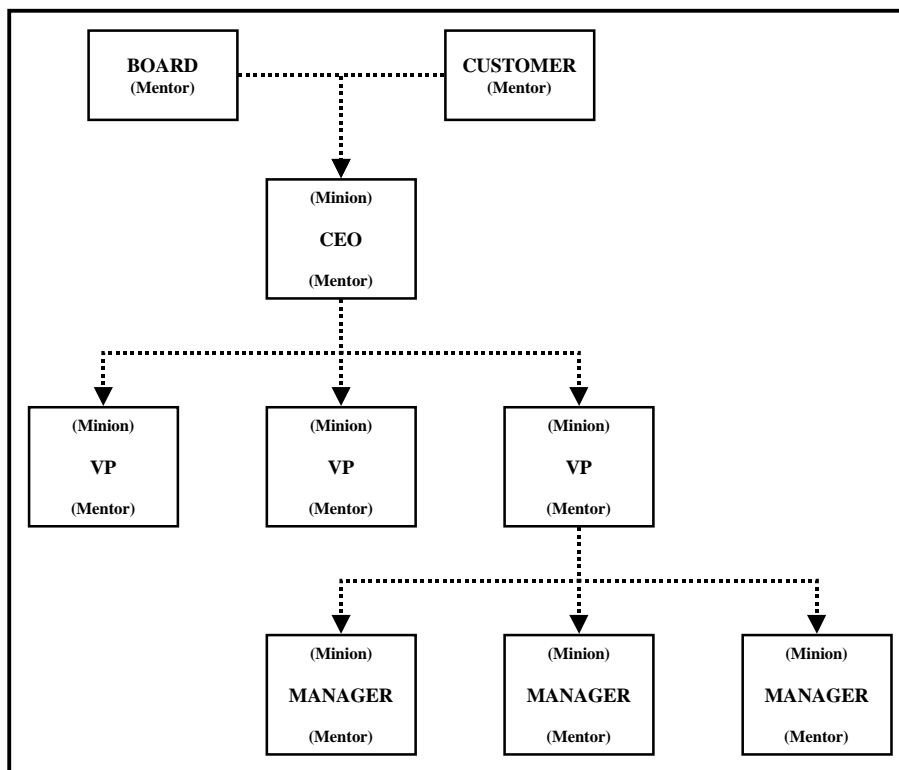 BOARD
(Mentor)
CUSTOMER
(Mentor)
(Minion)
CEO
(Mentor)
(Minion)
VP
(Mentor)
(Minion)
VP
(Mentor)
(Minion)
VP
(Mentor)
(Minion)
MANAGER
(Mentor)
(Minion)
MANAGER
(Mentor)
(Minion)
MANAGER
(Mentor)